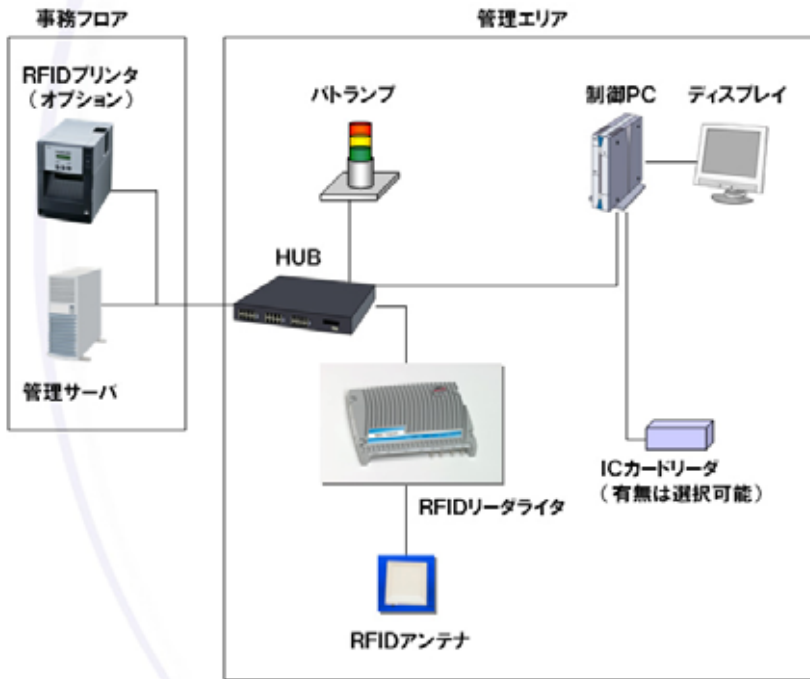 事務フロア
管理エリア
RFIDプリンタ
（オプション）
パトランプ
制御PC
ディスプレイ
HUB
管理サーバ
ICカードリーダ
（有無は選択可能）
RFIDリーダライタ
RFIDアンテナ